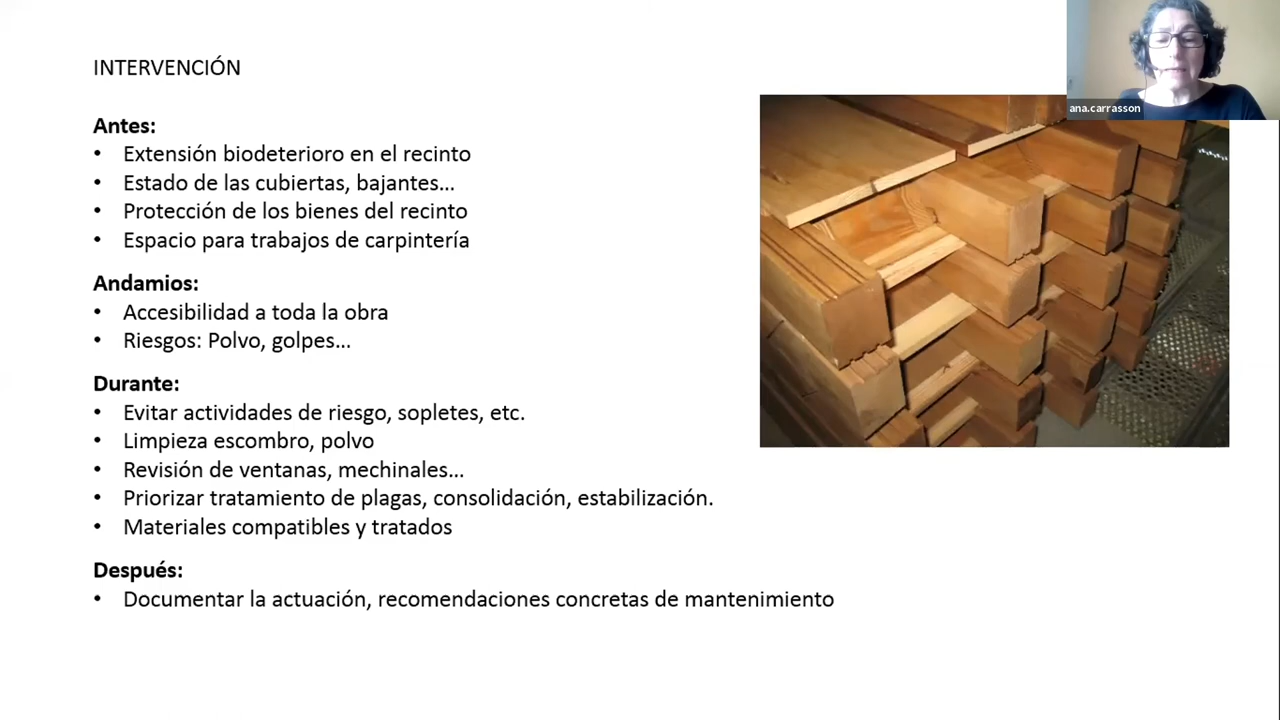 INTERVENCIÓN
Antes:
• Extensión biodeterioro en el recinto
• Estado de las cubiertas, bajantes...
• Protección de los bienes del recinto
• Espacio para trabajos de carpintería
Andamios:
• Accesibilidad a toda la obra
• Riesgos: Polvo, golpes...
Durante:
• Evitar actividades de riesgo, sopletes, etc.
• Limpieza escombro, polvo
• Revisión de ventanas, mechinales...
• Priorizar tratamiento de plagas, consolidación, estabilización.
• Materiales compatibles y tratados
Después:
• Documentar la actuación, recomendaciones concretas de mantenimiento
ana.carrasson